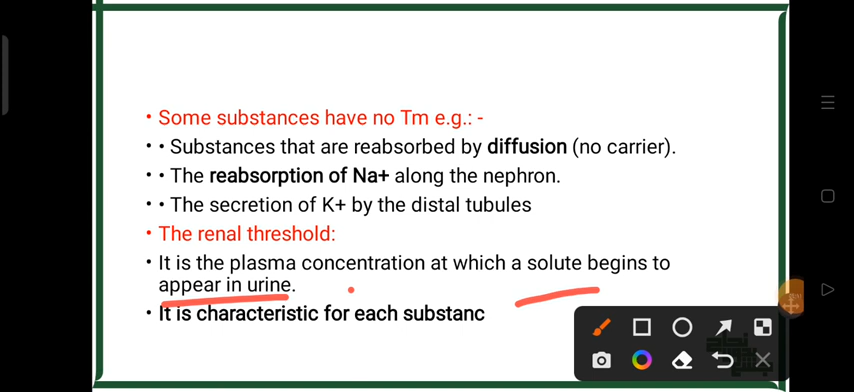 • Some substances have no Tm e.g.: -
• • Substances that are reabsorbed by diffusion (no carrier).
• • The reabsorption of Na+ along the nephron.
• • The secretion of K+ by the distal tubules
• The renal threshold:
• It is the plasma concentration at which a solute begins to
appear in urine.
• It is characteristic for each substanc